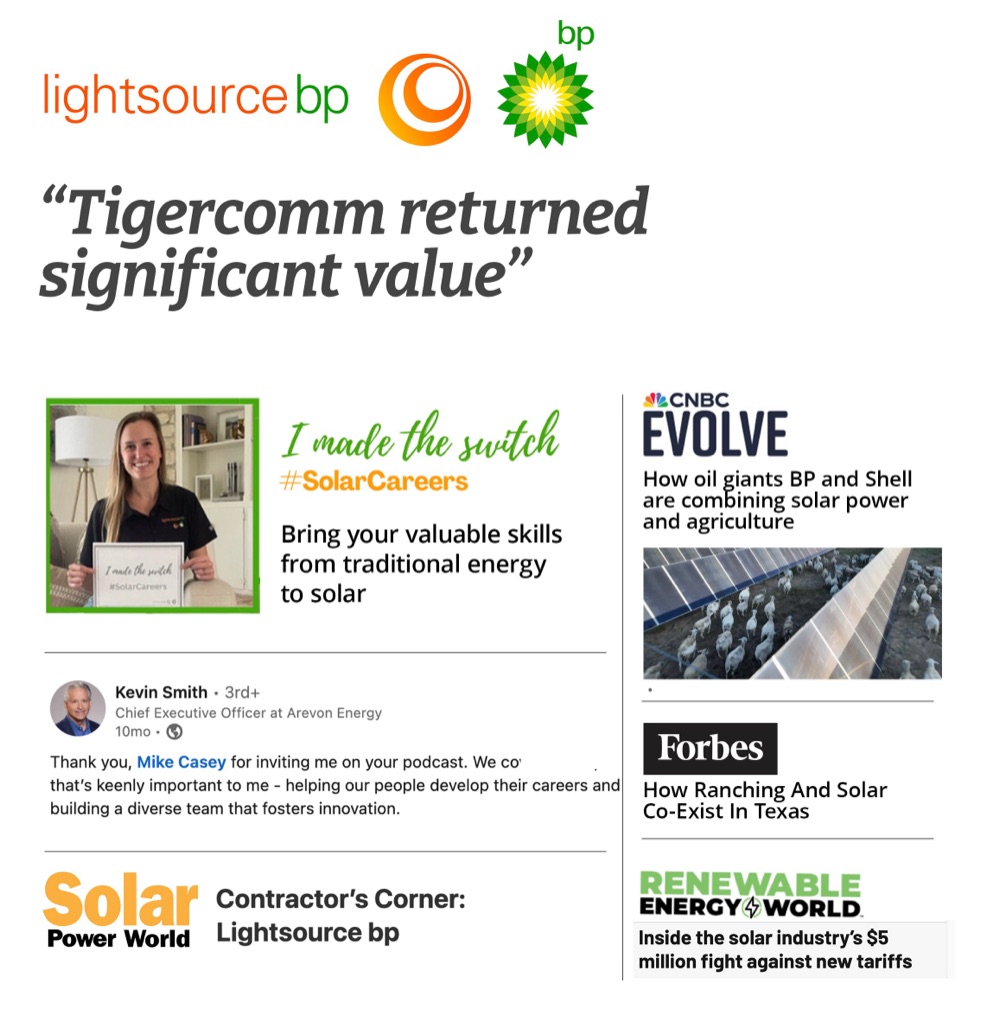 lightsource bp
bp
“Tigercomm returned
significant value”
I made the switch
#SolarCareers
Bring your valuable skills
from traditional energy
to solar
I made the switch
#SolarCareers
Kevin Smith • 3rd+
Chief Executive Officer at Arevon Energy
10mo •
Thank you, Mike Casey for inviting me on your podcast. We
that’s keenly important to me – helping our people develop their careers and
building a diverse team that fosters innovation.
Solar
Power World
Contractor’s Corner:
Lightsource bp
CNBC
EVOLVE
How oil giants BP and Shell
are combining solar power
and agriculture
Forbes
How Ranching And Solar
Co-Exist In Texas
RENEWABLE
ENERGY WORLD
Inside the solar industry’s $5
million fight against new tariffs